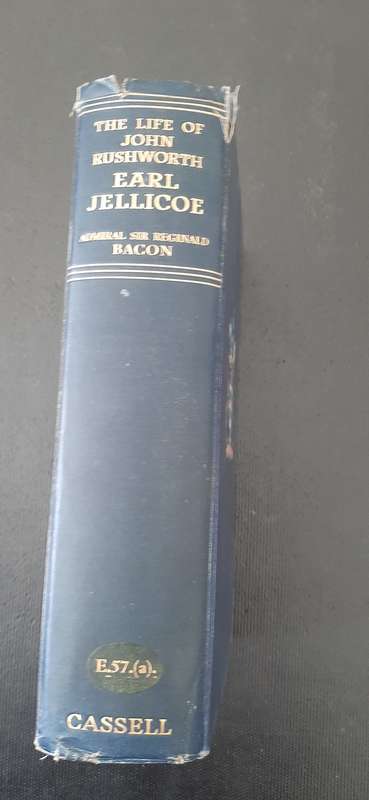 THE LIFE OF
JOHN
RUSHWORTH
EARL
JELLICOE
ADMIRAL SIR REGINALD
BACON
E.57.(a).
CASSELL